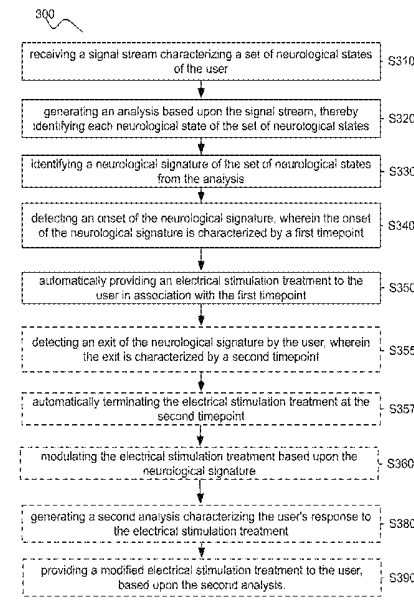 300
receiving a signal stream characterizing a set of neurological states
of the user
S310
generating an analysis based upon the signal stream, thereby
identifying each neurological state of the set of neurological states
S320
identifying a neurological signature of the set of neurological states
from the analysis
S330
detecting an onset of the neurological signature, wherein the onset
of the neurological signature is characterized by a first timepoint
S340
automatically providing an electrical stimulation treatment to the
user in association with the first timepoint
S350
detecting an exit of the neurological signature by the user, wherein
the exit is characterized by a second timepoint
S355
automatically terminating the electrical stimulation treatment at the
second timepoint
S357
modulating the electrical stimulation treatment based upon the
neurological signature
S360
generating a second analysis characterizing the user's response to
the electrical stimulation treatment
S380
providing a modified electrical stimulation treatment to the user,
based upon the second analysis.
S390